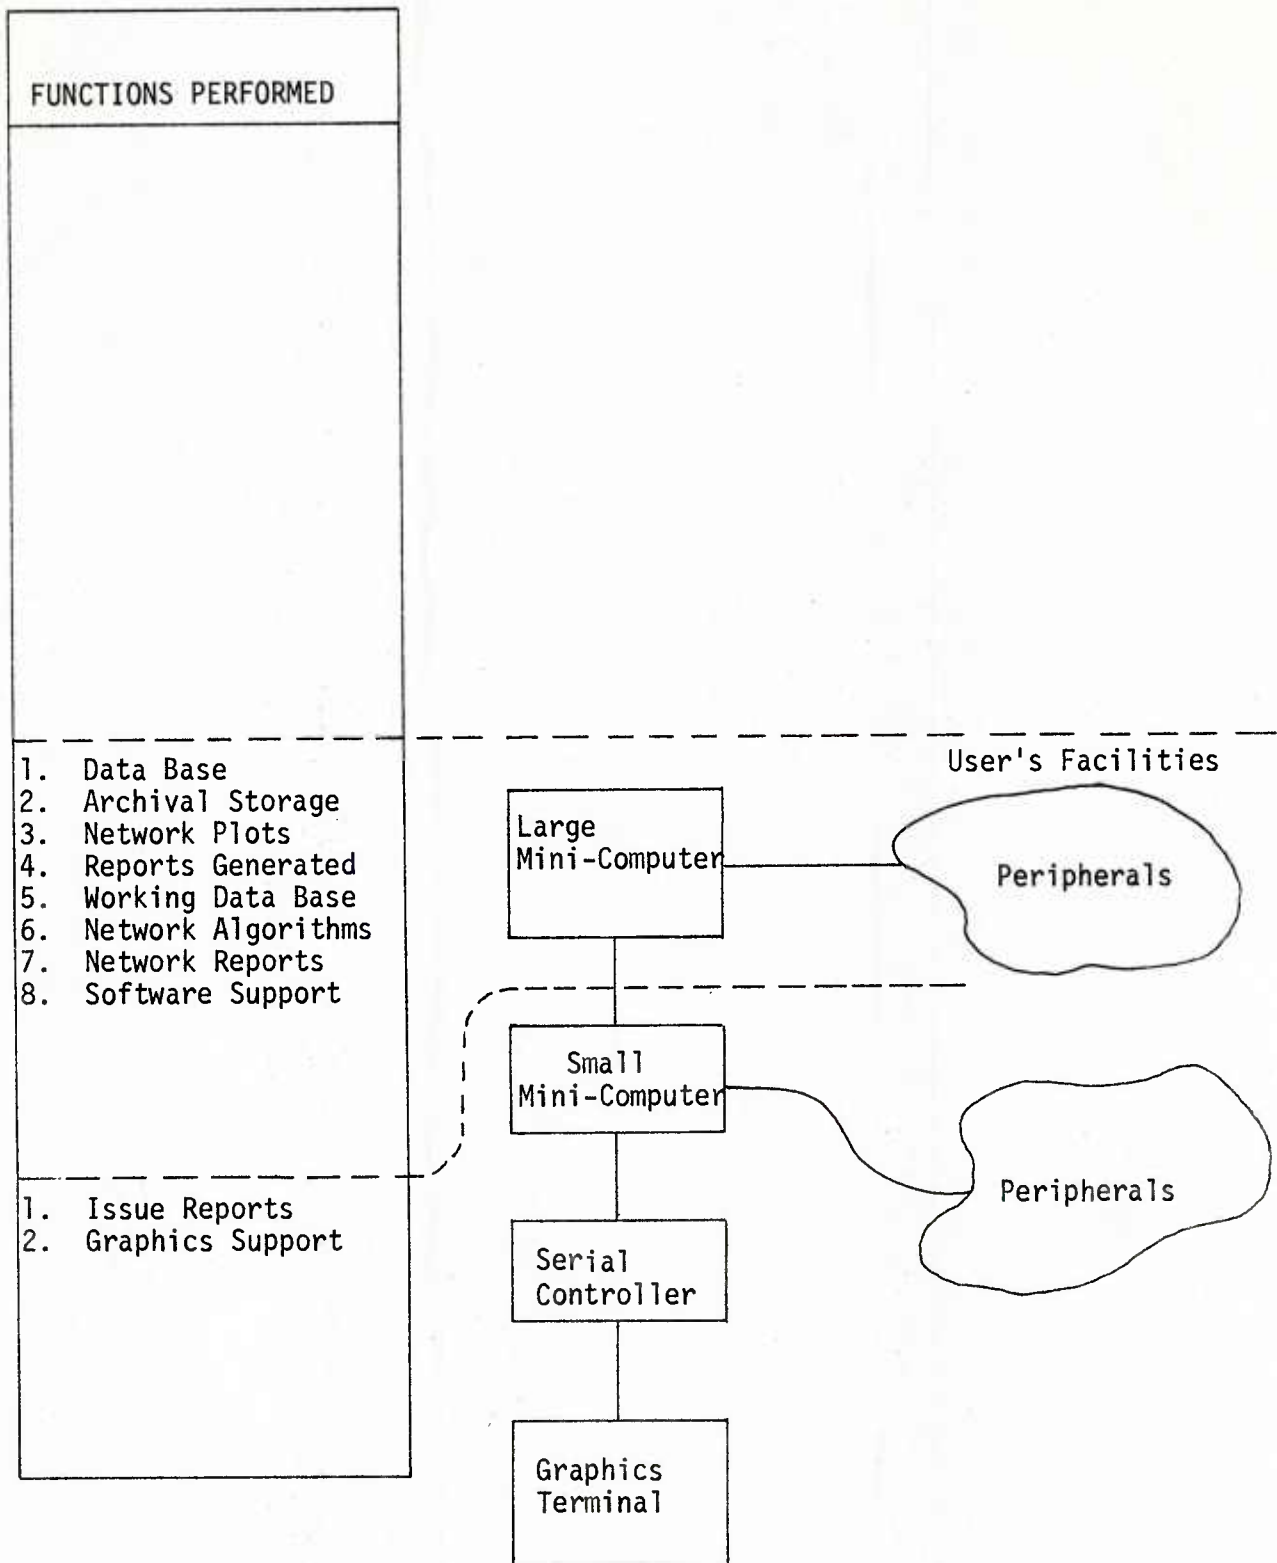 FUNCTIONS PERFORMED
User's Facilities
1. Data Base
2. Archival Storage
3. Network Plots
4. Reports Generated
5. Working Data Base
6. Network Algorithms
7. Network Reports
8. Software Support
Large
Mini-Computer
Peripherals
Small
Mini-Computer
Peripherals
1. Issue Reports
2. Graphics Support
Serial
Controller
Graphics
Terminal